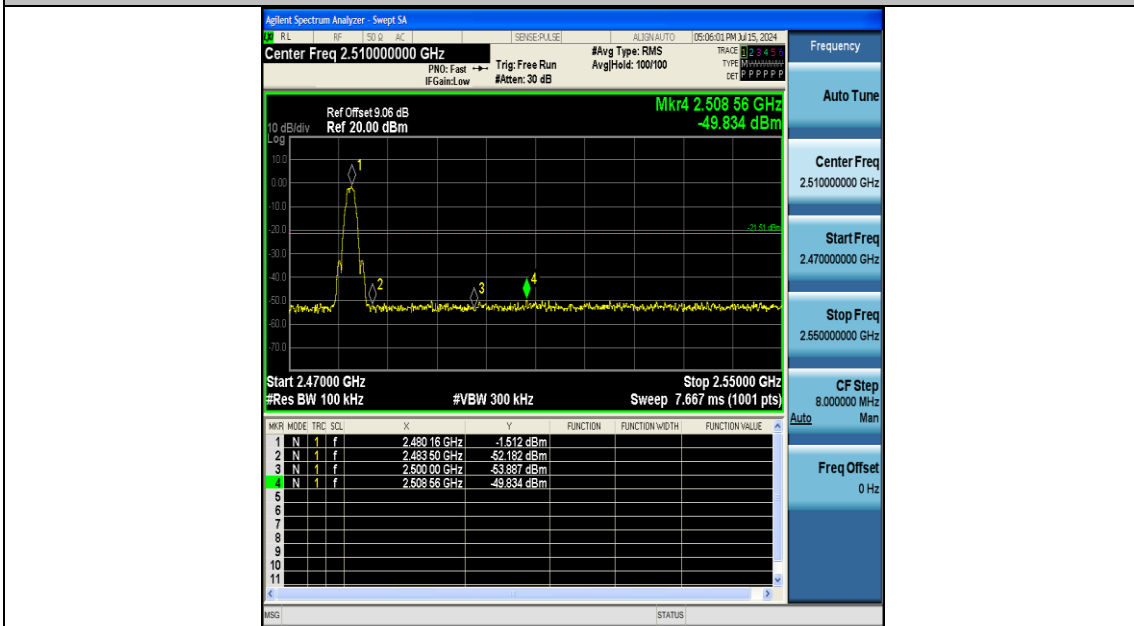 Agilent Spectrum Analyzer - Swept SA
RL RF 50 Ω AC SENSE:PULSE ALIGN AUTO 05:06:01 PM Jul 15, 2024
Center Freq 2.510000000 GHz #Avg Type: RMS TRACE 1 2 3 4 5 6
PNO: Fast Trig: Free Run Avg|Hold: 100/100 TYPE M
IFGain:Low #Atten: 30 dB DET P P P P P P
Mkr4 2.508 56 GHz
Ref Offset 9.06 dB -49.834 dBm
10 dB/div Ref 20.00 dBm
Log
10.0
0.00
-10.0
-20.0
-21.51 dBm
-30.0
-40.0
-50.0
-60.0
-70.0
1
2
3
4
Start 2.47000 GHz Stop 2.55000 GHz
#Res BW 100 kHz #VBW 300 kHz Sweep 7.667 ms (1001 pts)
MKR MODE TRC SCL X Y FUNCTION FUNCTION WIDTH FUNCTION VALUE
1 N 1 f 2.480 16 GHz -1.512 dBm
2 N 1 f 2.483 50 GHz -52.182 dBm
3 N 1 f 2.500 00 GHz -53.887 dBm
4 N 1 f 2.508 56 GHz -49.834 dBm
5
6
7
8
9
10
11
MSG STATUS
Frequency
Auto Tune
Center Freq
2.510000000 GHz
Start Freq
2.470000000 GHz
Stop Freq
2.550000000 GHz
CF Step
8.000000 MHz
Auto Man
Freq Offset
0 Hz